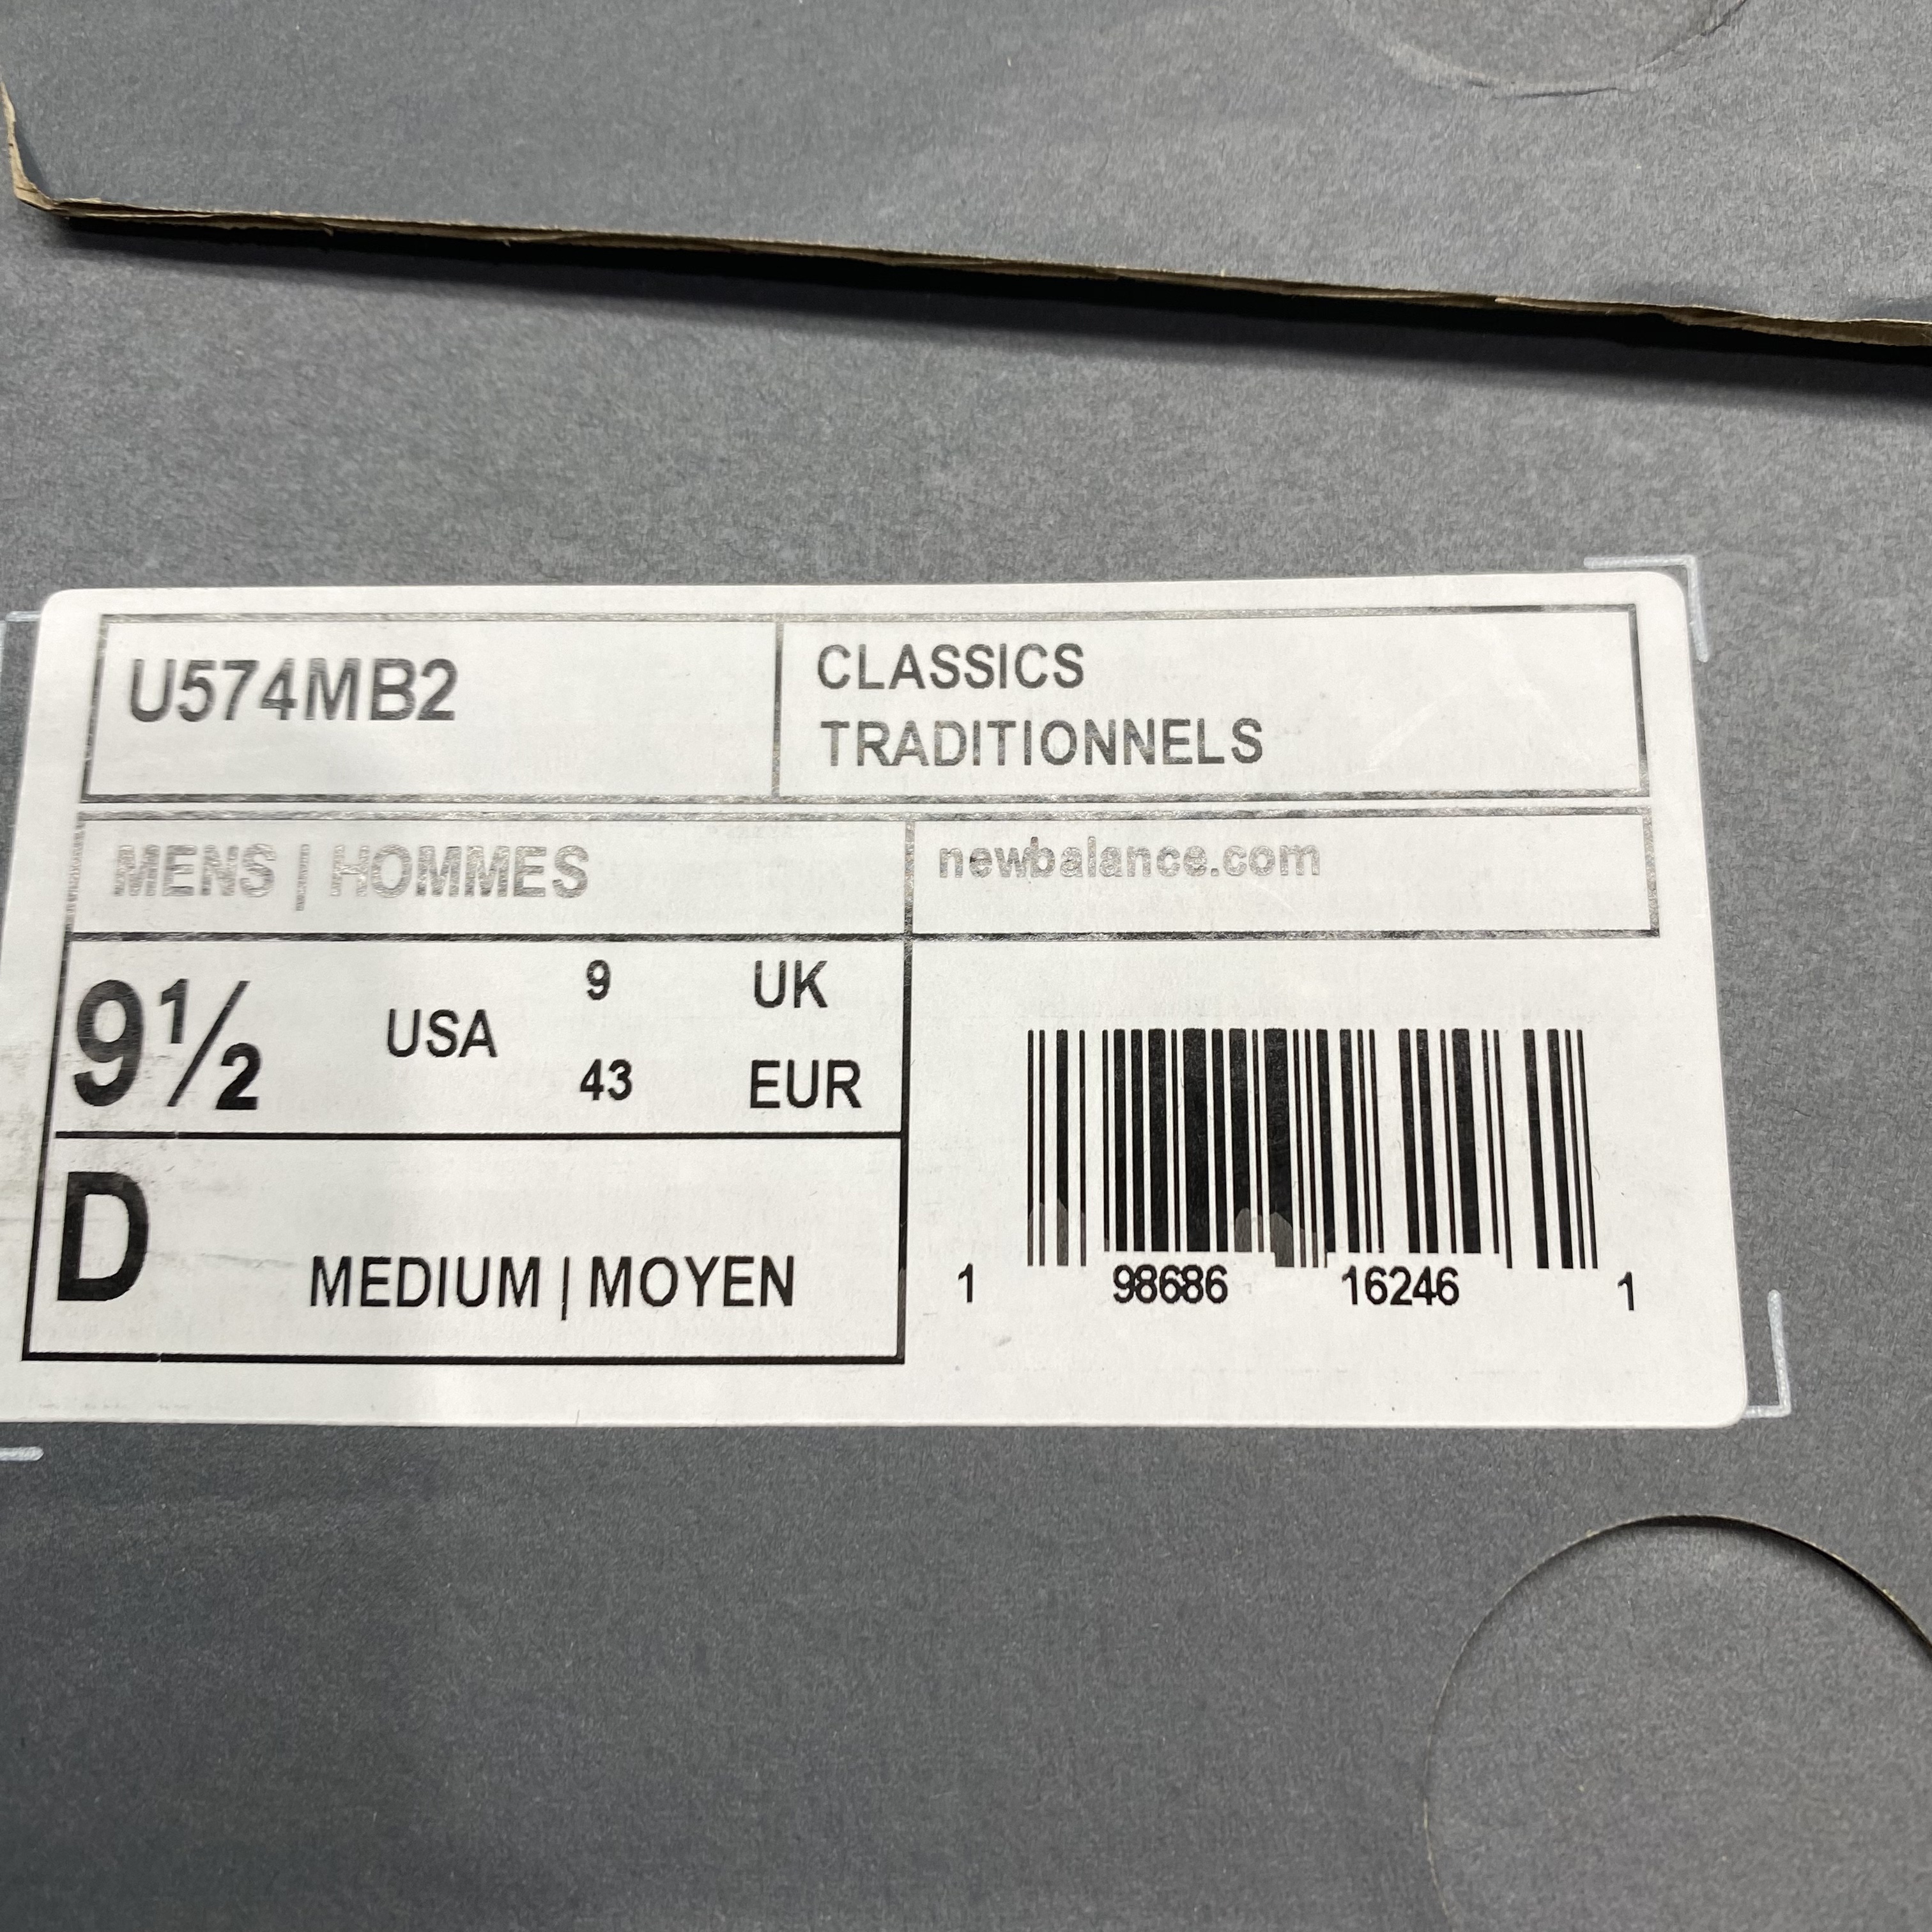 U574MB2
CLASSICS
TRADITIONNELS
MENS | HOMMES
newbalance.com
9½ USA
9 UK
43 EUR
D MEDIUM | MOYEN
1 98686 16246 1